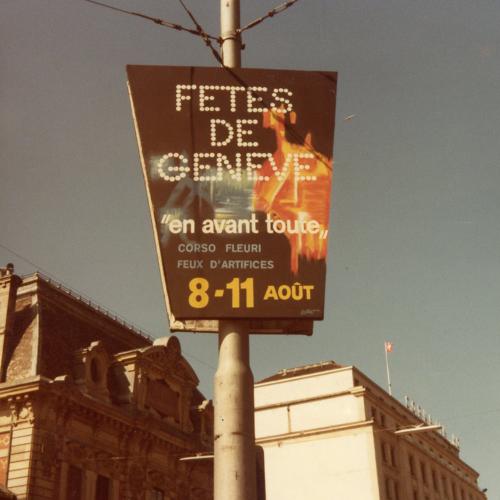 FETES
DE
GENEVE
"en avant toute„
CORSO FLEURI
FEUX D'ARTIFICES
8-11 AOÛT